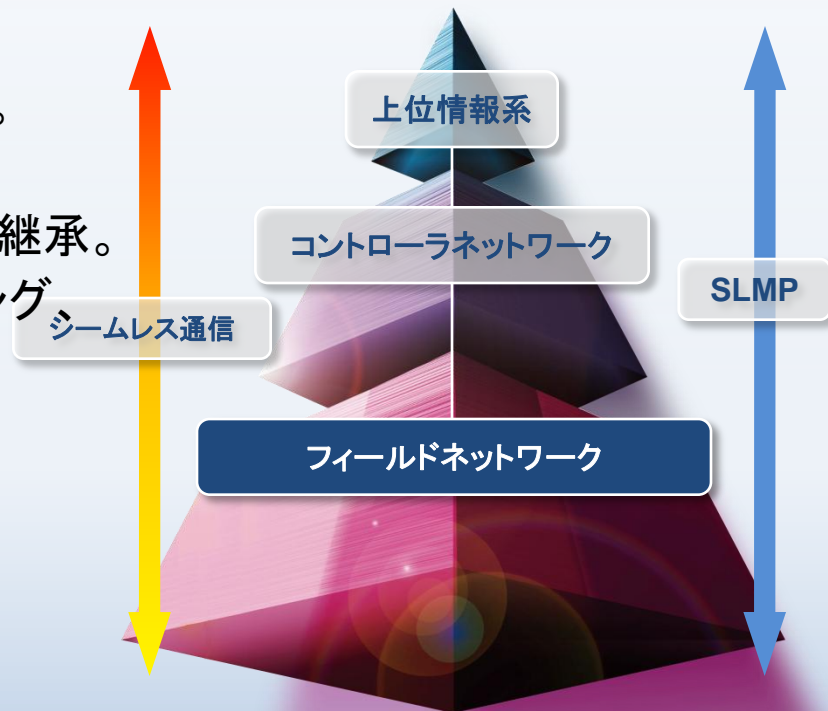 。
上位情報系
継承。
コントローラネットワーク
ング、
シームレス通信
SLMP
フィールドネットワーク